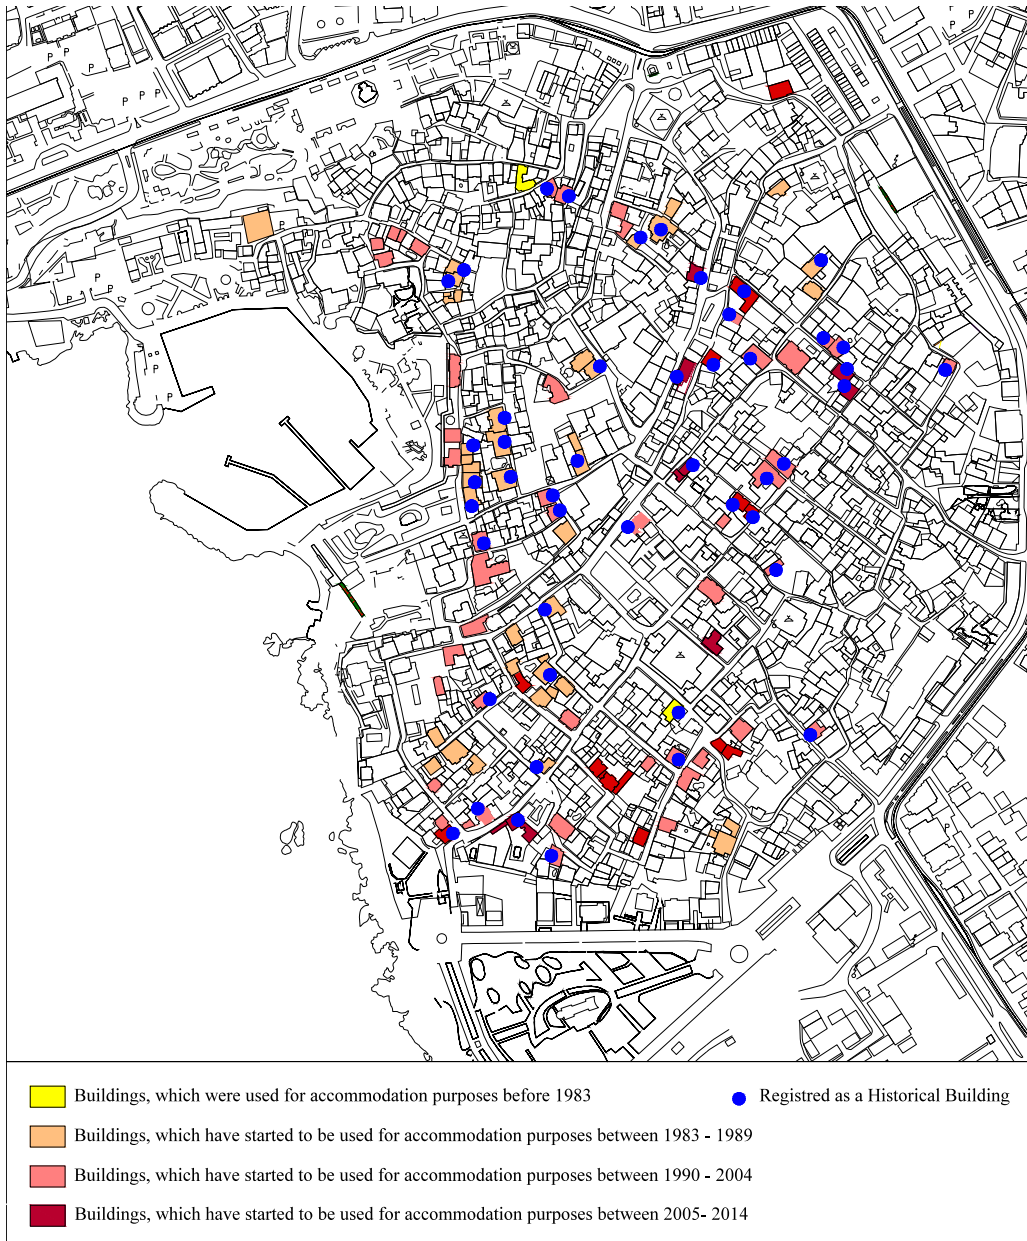 P
P
P
P
P
P
P
P
P
P
P
P
Buildings, which were used for accommodation purposes before 1983
Registred as a Historical Building
Buildings, which have started to be used for accommodation purposes between 1983 - 1989
Buildings, which have started to be used for accommodation purposes between 1990 - 2004
Buildings, which have started to be used for accommodation purposes between 2005- 2014